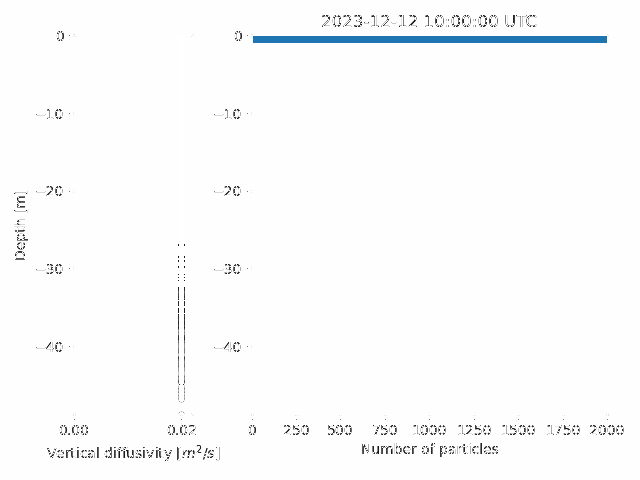 2023-12-12 10:00:00 UTC
0
−10
−20
−30
−40
Depth [m]
0.00 0.02
Vertical diffusivity [m²/s]
0
−10
−20
−30
−40
0 250 500 750 1000 1250 1500 1750 2000
Number of particles